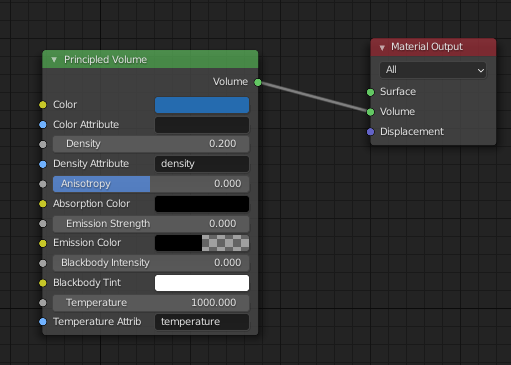 Principled Volume
Volume
Color
Color Attribute
Density 0.200
Density Attribute density
Anisotropy 0.000
Absorption Color
Emission Strength 0.000
Emission Color
Blackbody Intensity 0.000
Blackbody Tint
Temperature 1000.000
Temperature Attrib temperature
Material Output
All
Surface
Volume
Displacement